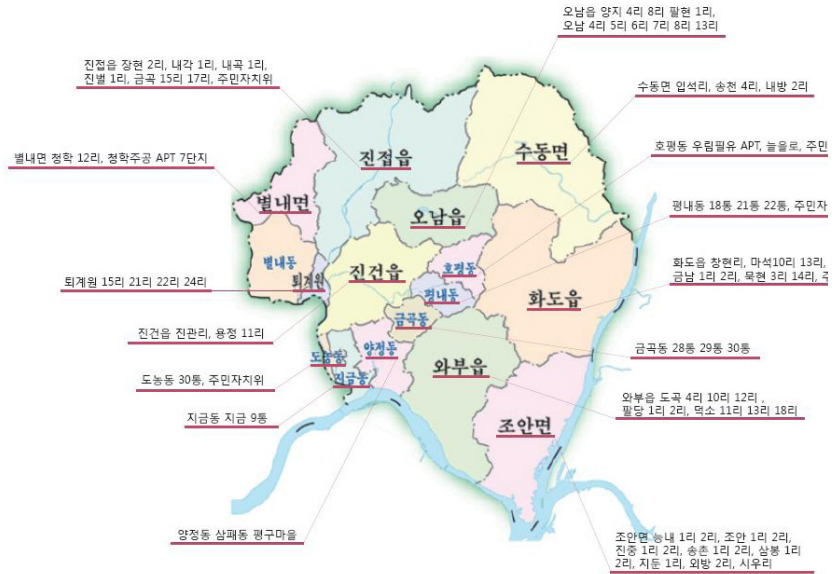 오남읍 양지 4리 8리 팔현 1리,
오남 4리 5리 6리 7리 8리 13리
진접읍 장현 2리, 내각 1리, 내곡 1리,
진벌 1리, 금곡 15리 17리, 주민자치위
수동면 입석리, 송천 4리, 내방 2리
호평동 우림필유 APT, 늘을로, 주민
별내면 청학 12리, 청학주공 APT 7단지
진접읍
수동면
별내면
오남읍
평내동 18통 21통 22통, 주민자
별내동
호평동
퇴계원
진건읍
평내동
화도읍
화도읍 창현리, 마석10리 13리,
금남 1리 2리, 묵현 3리 14리, 주
퇴계원 15리 21리 22리 24리
금곡동
진건읍 진관리, 용정 11리
도농동
양정동
와부읍
금곡동 28통 29통 30통
도농동 30통, 주민자치위
지금동
지금동 지금 9통
와부읍 도곡 4리 10리 12리 ,
팔당 1리 2리, 덕소 11리 13리 18리
조안면
양정동 삼패동 평구마을
조안면 능내 1리 2리, 조안 1리 2리,
진중 1리 2리, 송촌 1리 2리, 삼봉 1리
2리, 지둔 1리, 외방 2리, 시우리